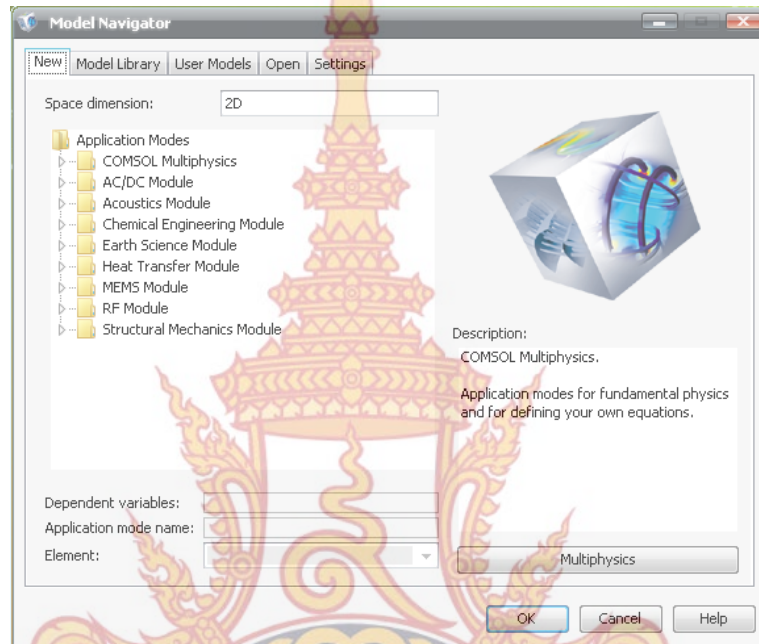 Model Navigator
New Model Library User Models Open Settings
Space dimension: 2D
Application Modes
COMSOL Multiphysics
AC/DC Module
Acoustics Module
Chemical Engineering Module
Earth Science Module
Heat Transfer Module
MEMS Module
RF Module
Structural Mechanics Module
Description:
COMSOL Multiphysics.
Application modes for fundamental physics
and for defining your own equations.
Dependent variables:
Application mode name:
Element:
Multiphysics
OK Cancel Help